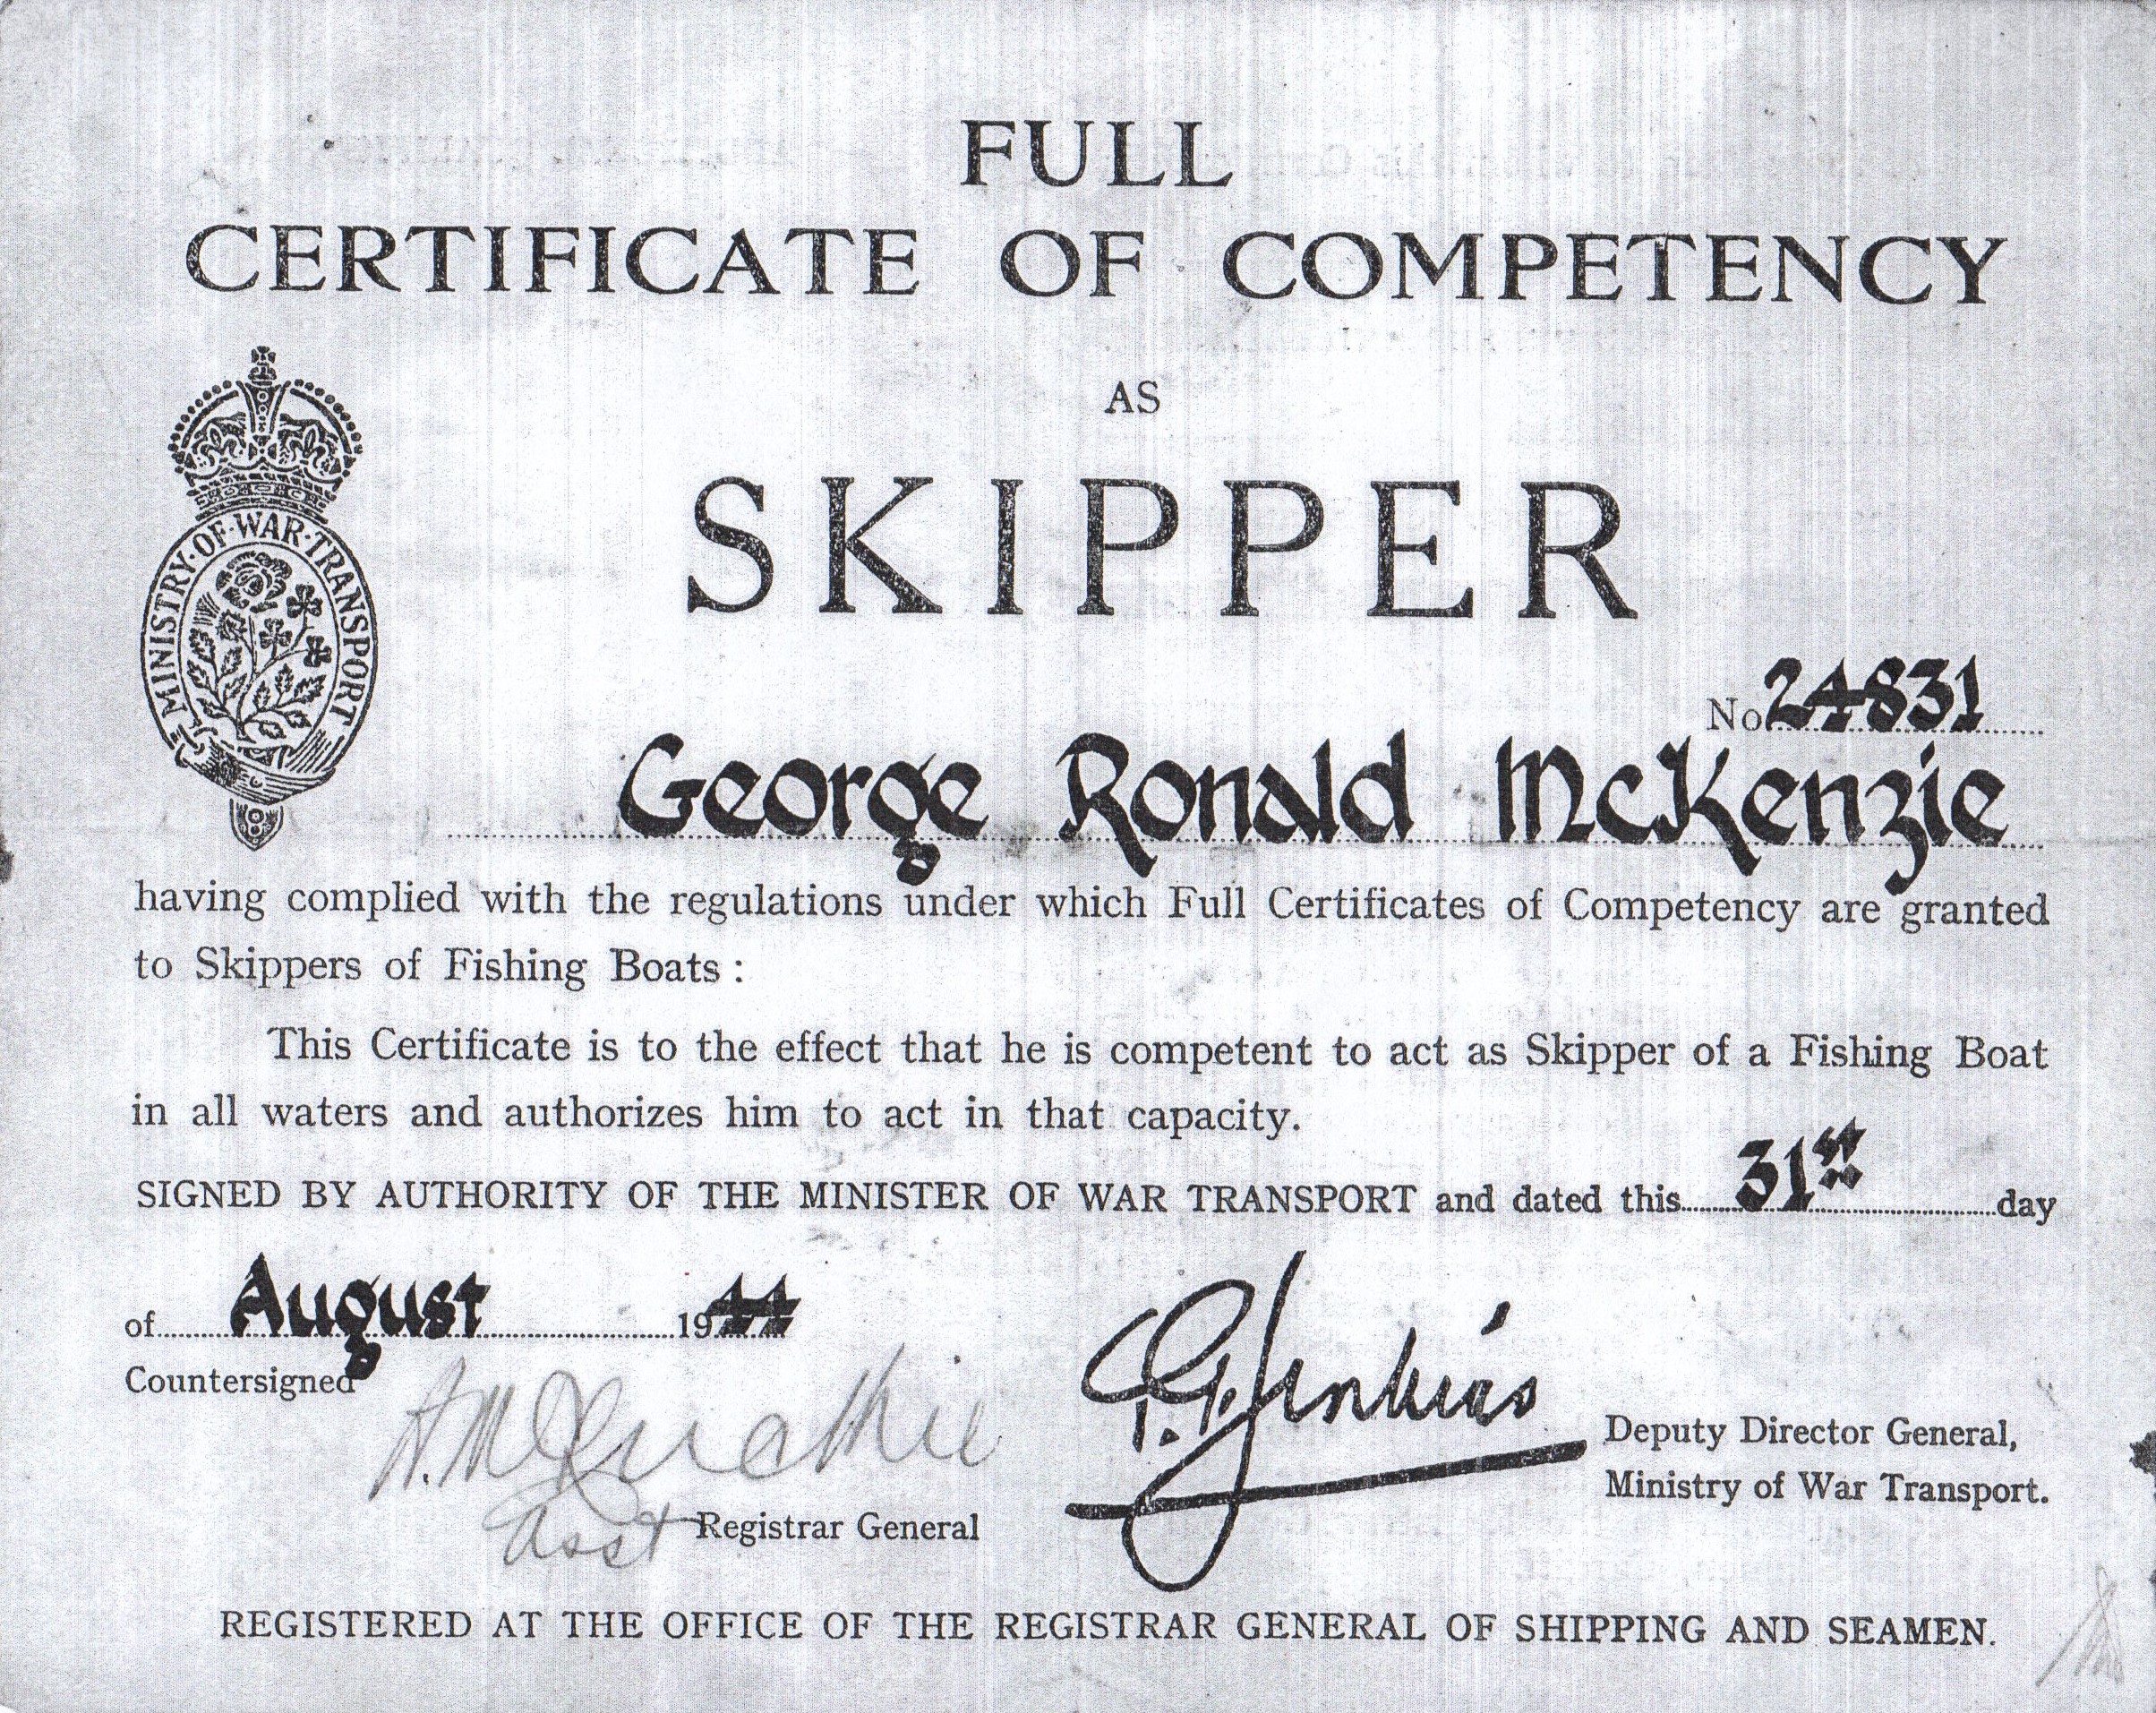 FULL
CERTIFICATE OF COMPETENCY
AS
SKIPPER
MINISTRY·OF·WAR·TRANSPORT
No 24831
George Ronald McKenzie
having complied with the regulations under which Full Certificates of Competency are granted
to Skippers of Fishing Boats :
This Certificate is to the effect that he is competent to act as Skipper of a Fishing Boat
in all waters and authorizes him to act in that capacity.
SIGNED BY AUTHORITY OF THE MINISTER OF WAR TRANSPORT and dated this 31st day
of August 1944
Countersigned
Jenkins
Deputy Director General,
Ministry of War Transport.
Asst Registrar General
REGISTERED AT THE OFFICE OF THE REGISTRAR GENERAL OF SHIPPING AND SEAMEN.